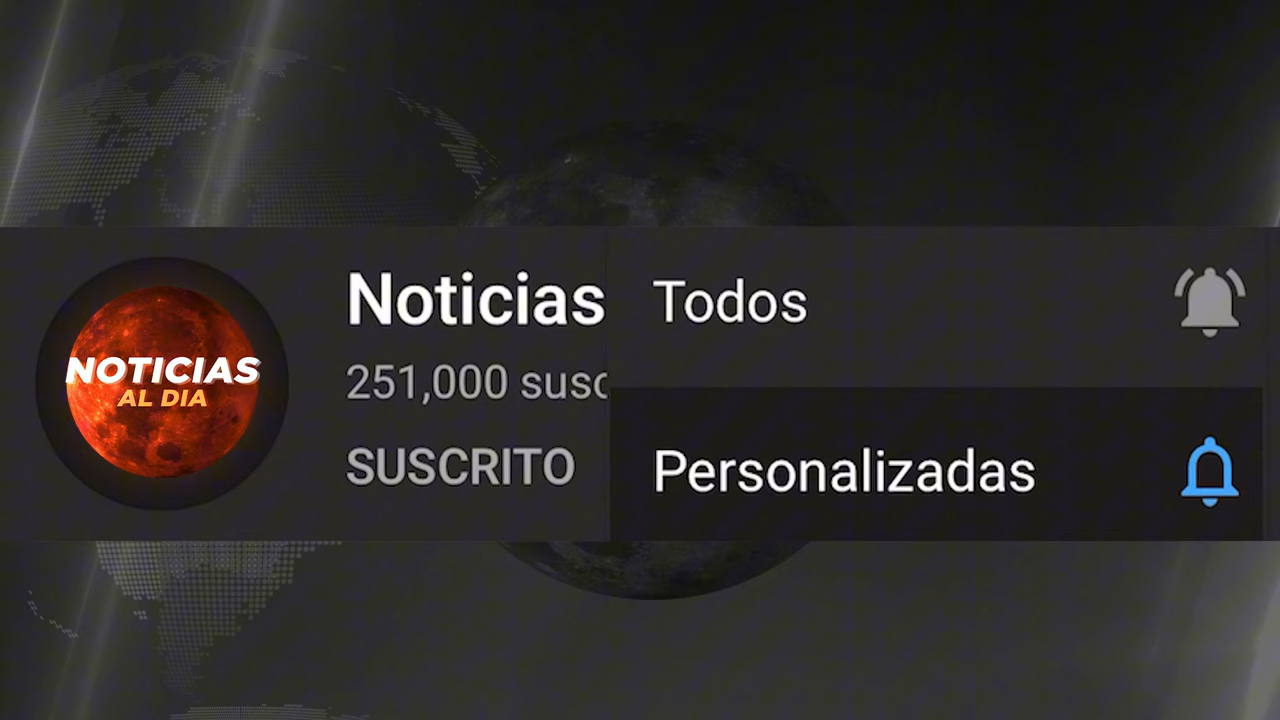 NOTICIAS
AL DIA
Noticias
251,000 susc
SUSCRITO
Todos
Personalizadas